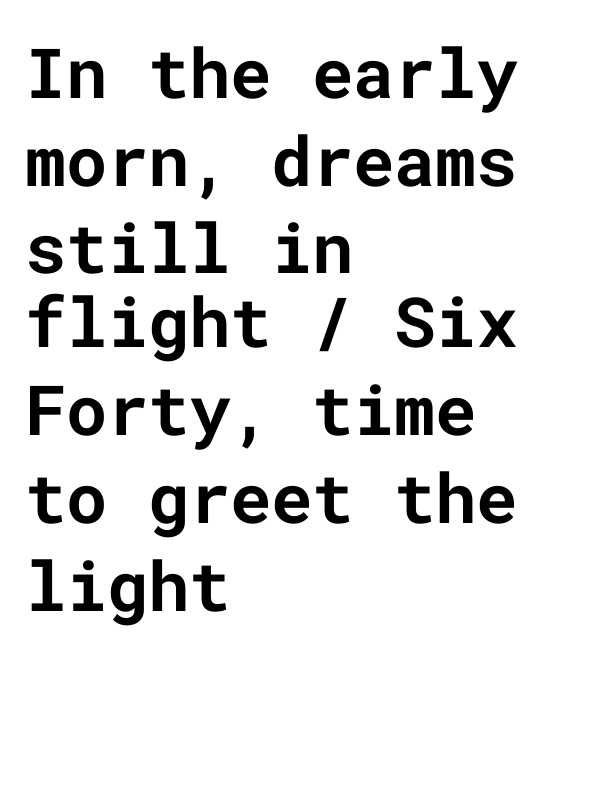 In the early
morn, dreams
still in
flight / Six
Forty, time
to greet the
light